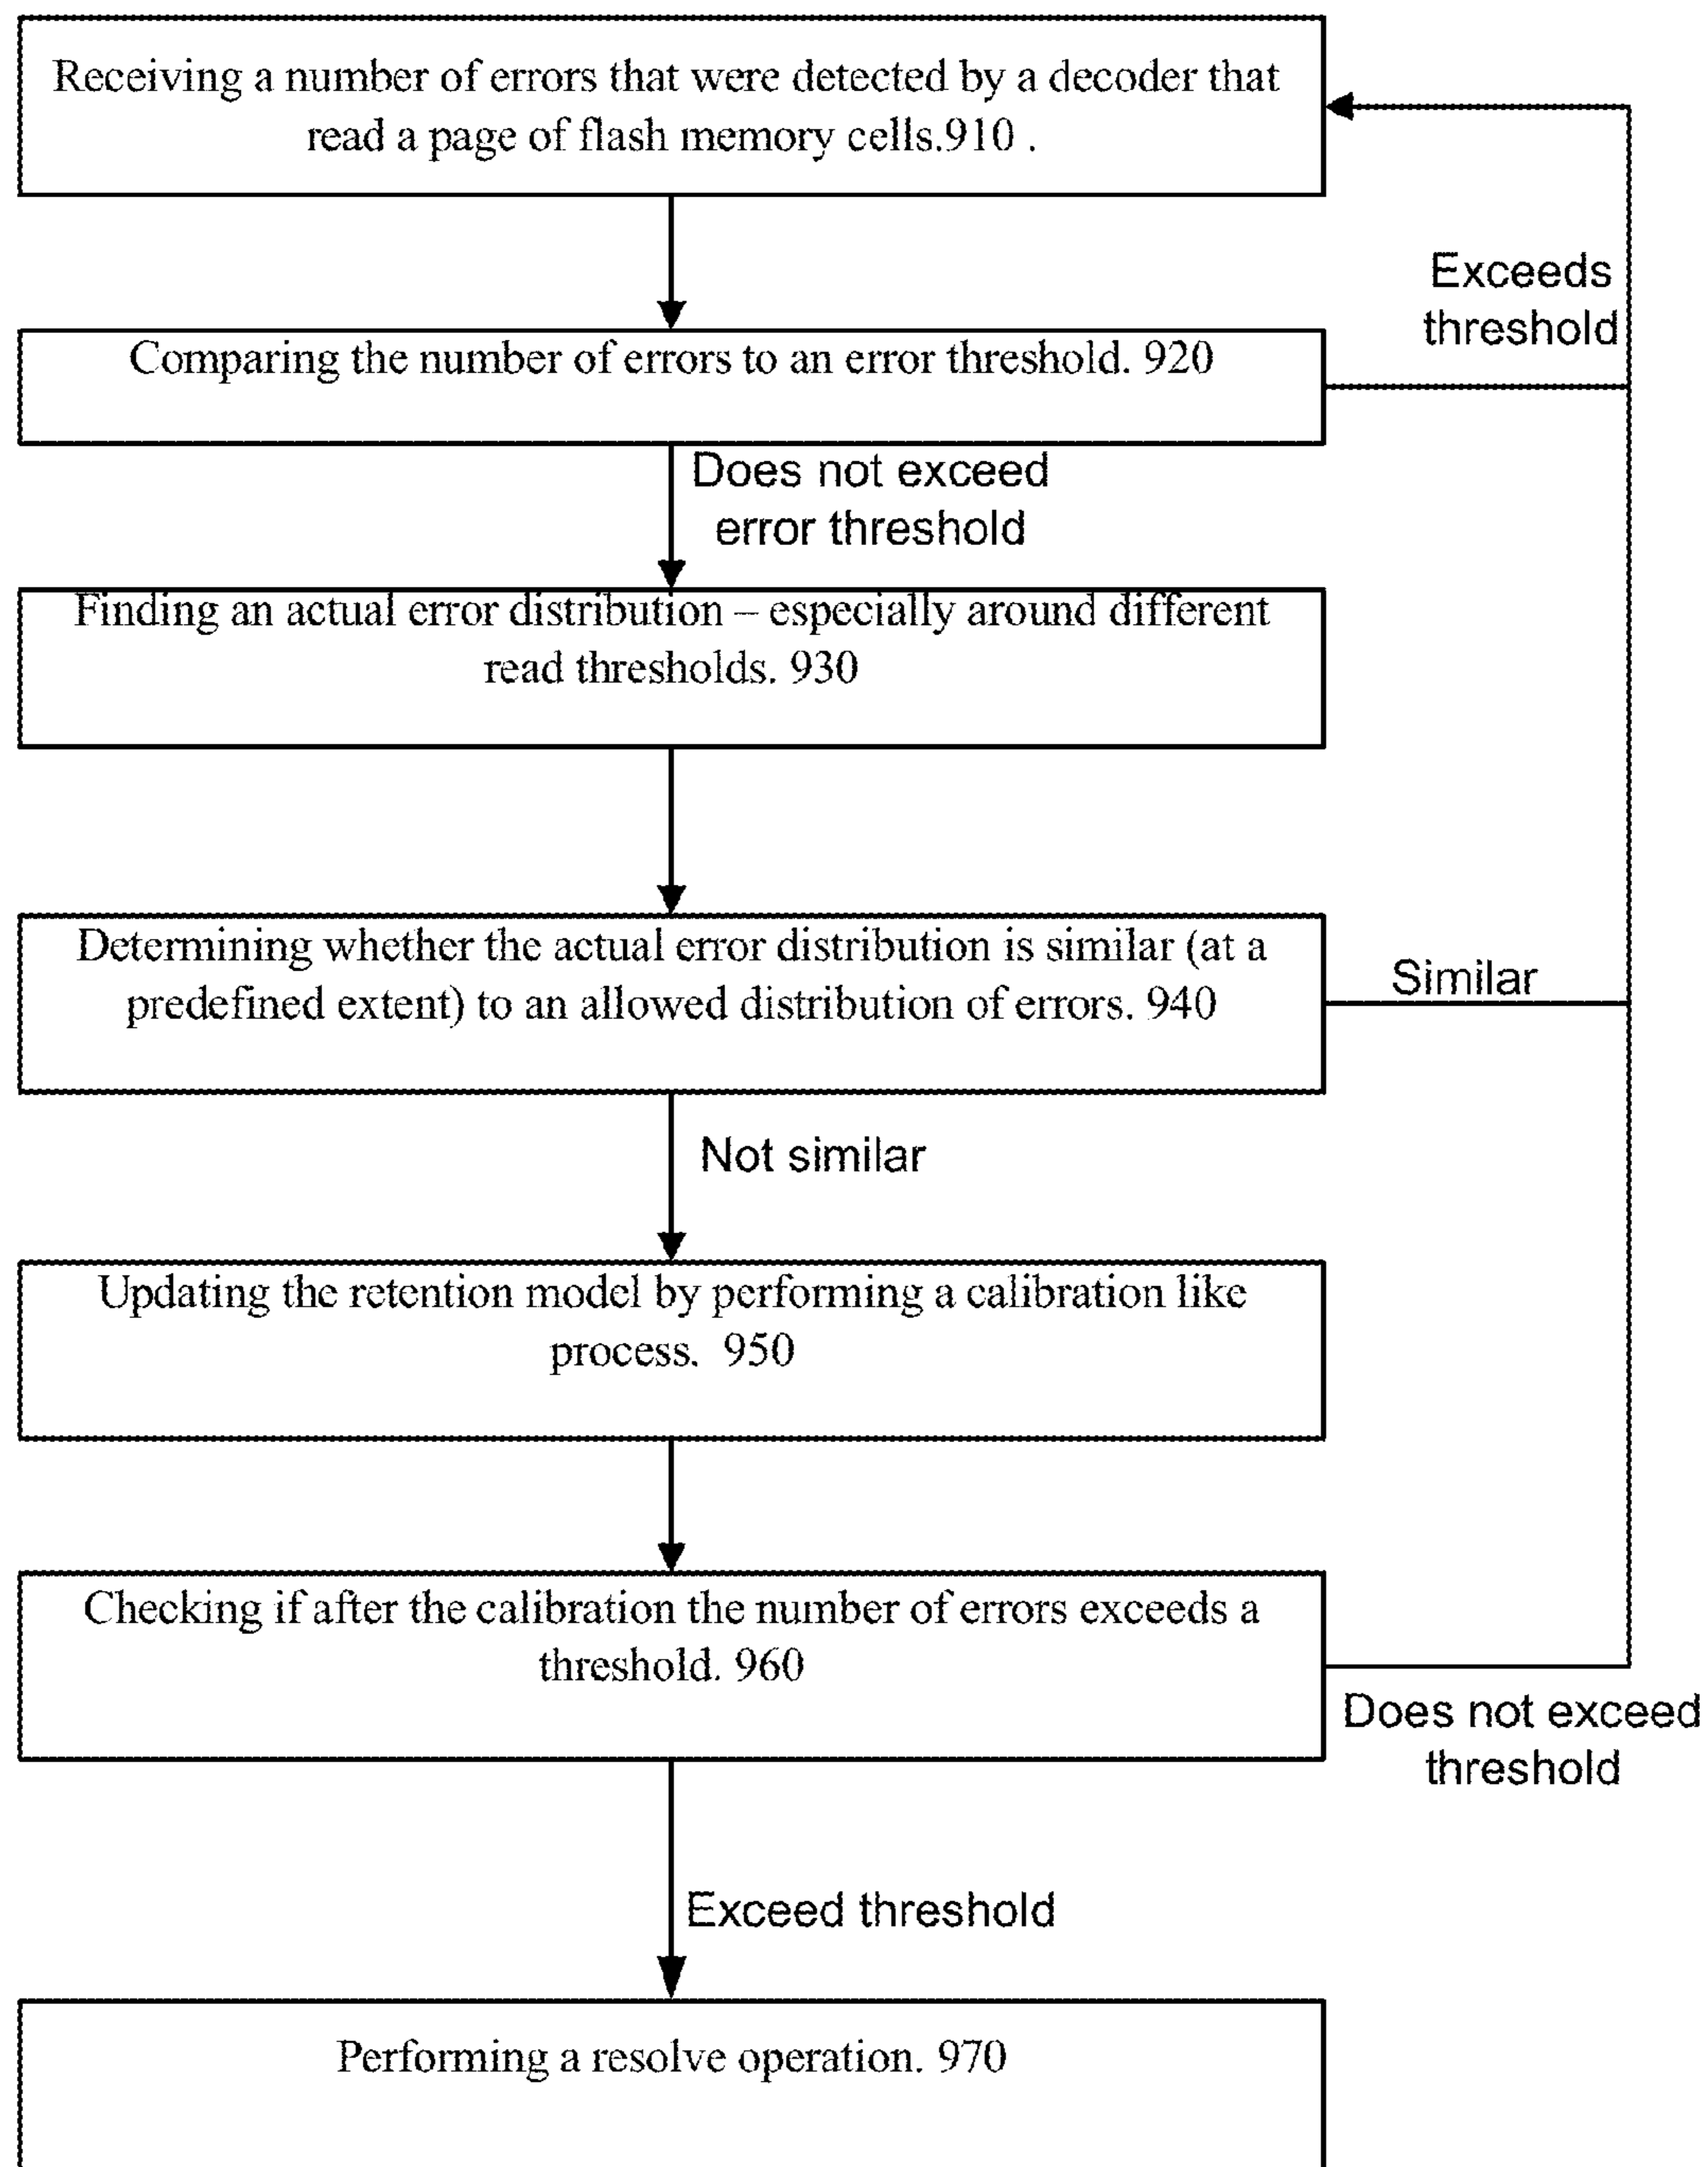 Receiving a number of errors that were detected by a decoder that
read a page of flash memory cells.910 .
Exceeds
threshold
Comparing the number of errors to an error threshold. 920
Does not exceed
error threshold
Finding an actual error distribution – especially around different
read thresholds. 930
Determining whether the actual error distribution is similar (at a
predefined extent) to an allowed distribution of errors. 940
Similar
Not similar
Updating the retention model by performing a calibration like
process. 950
Checking if after the calibration the number of errors exceeds a
threshold. 960
Does not exceed
threshold
Exceed threshold
Performing a resolve operation. 970